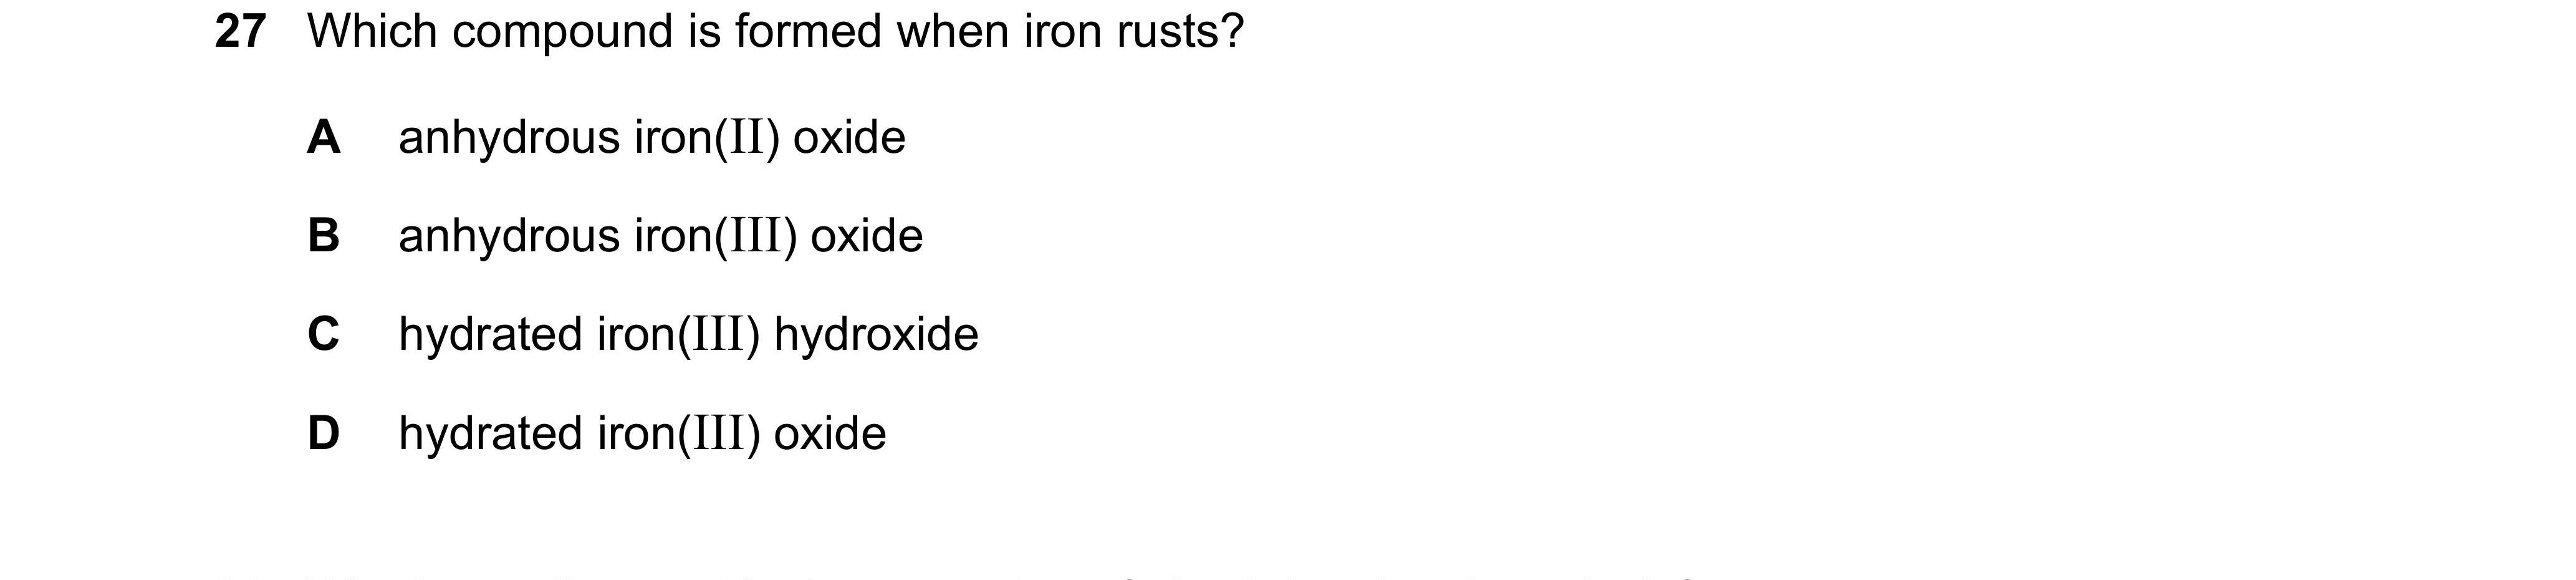 27 Which compound is formed when iron rusts?
A anhydrous iron(II) oxide
B anhydrous iron(III) oxide
C hydrated iron(III) hydroxide
D hydrated iron(III) oxide